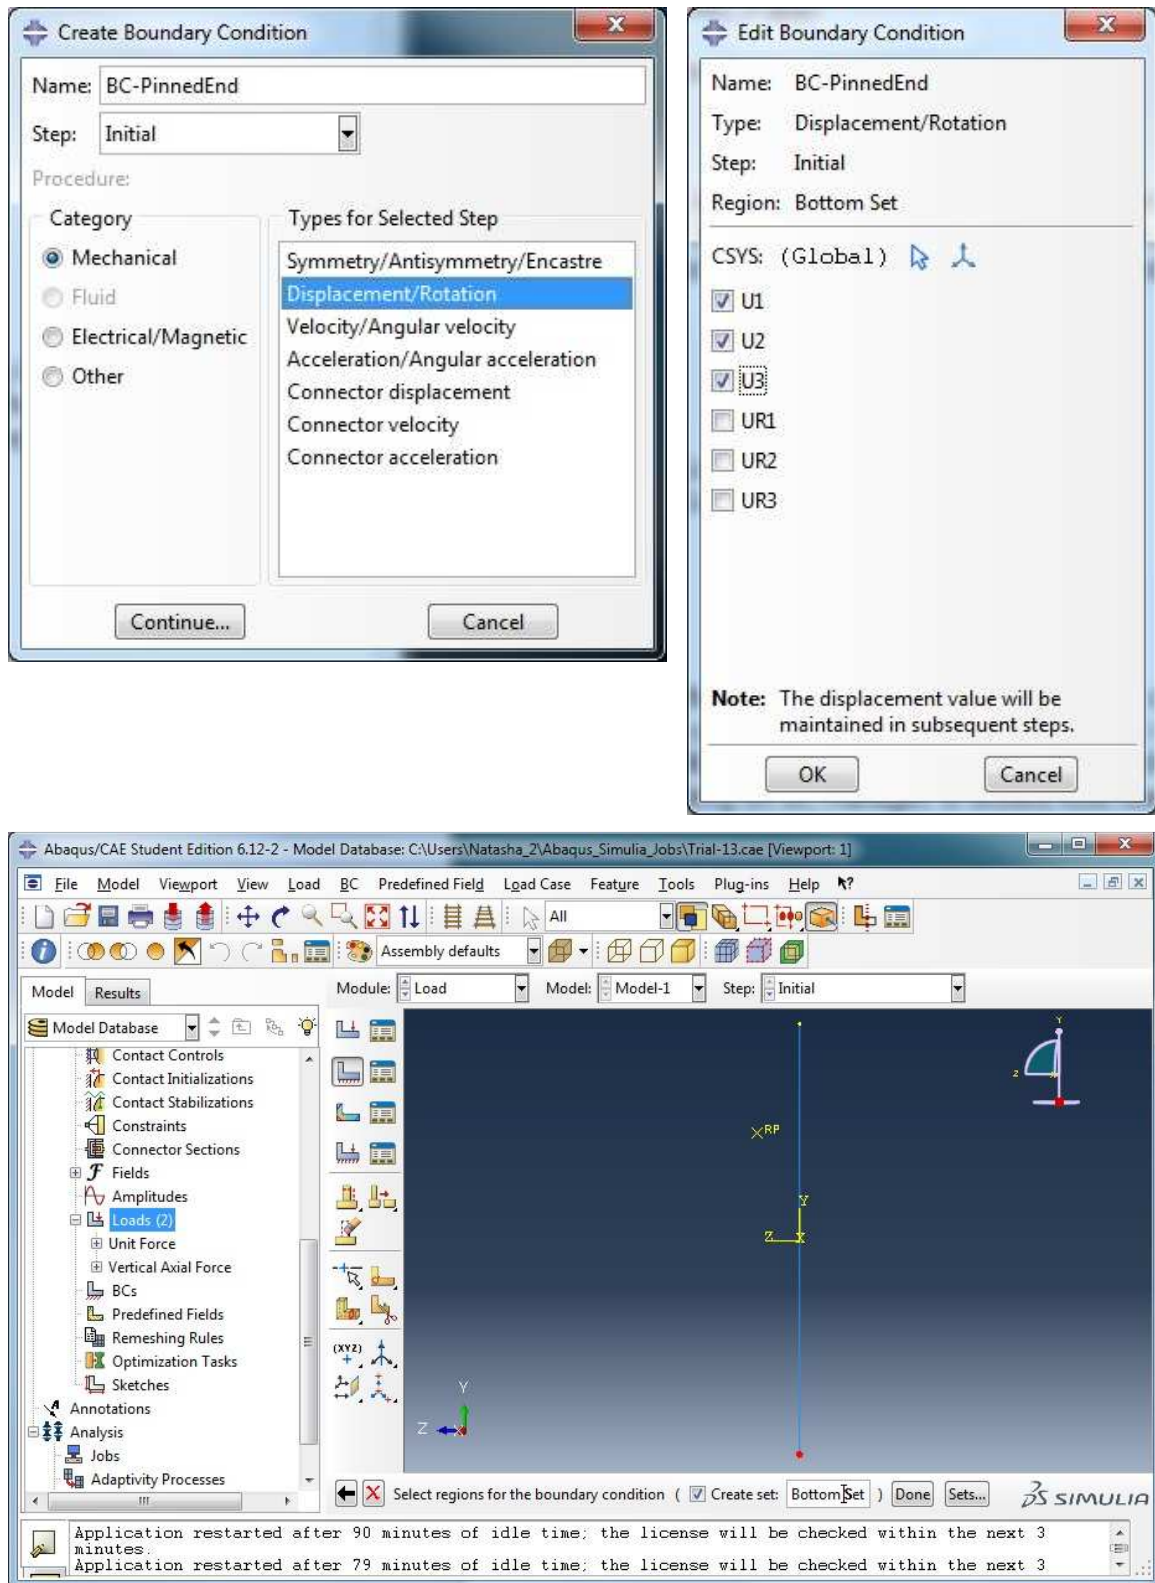 Create Boundary Condition
Name: BC-PinnedEnd
Step: Initial
Procedure:
Category
Mechanical
Fluid
Electrical/Magnetic
Other
Types for Selected Step
Symmetry/Antisymmetry/Encastre
Displacement/Rotation
Velocity/Angular velocity
Acceleration/Angular acceleration
Connector displacement
Connector velocity
Connector acceleration
Continue... Cancel
Edit Boundary Condition
Name: BC-PinnedEnd
Type: Displacement/Rotation
Step: Initial
Region: Bottom Set
CSYS: (Global)
U1
U2
U3
UR1
UR2
UR3
Note: The displacement value will be
maintained in subsequent steps.
OK Cancel
Abaqus/CAE Student Edition 6.12-2 - Model Database: C:\Users\Natasha_2\Abaqus_Simulia_Jobs\Trial-13.cae [Viewport: 1]
File Model Viewport View Load BC Predefined Field Load Case Feature Tools Plug-ins Help
All
Assembly defaults
Model Results
Module: Load Model: Model-1 Step: Initial
Model Database
Contact Controls
Contact Initializations
Contact Stabilizations
Constraints
Connector Sections
Fields
Amplitudes
Loads (2)
Unit Force
Vertical Axial Force
BCs
Predefined Fields
Remeshing Rules
Optimization Tasks
Sketches
Annotations
Analysis
Jobs
Adaptivity Processes
(XYZ)
Y
Z
RP
Y
Z X
Y
Z
Select regions for the boundary condition ( Create set: Bottom Set ) Done Sets...
SIMULIA
Application restarted after 90 minutes of idle time; the license will be checked within the next 3
minutes.
Application restarted after 79 minutes of idle time; the license will be checked within the next 3